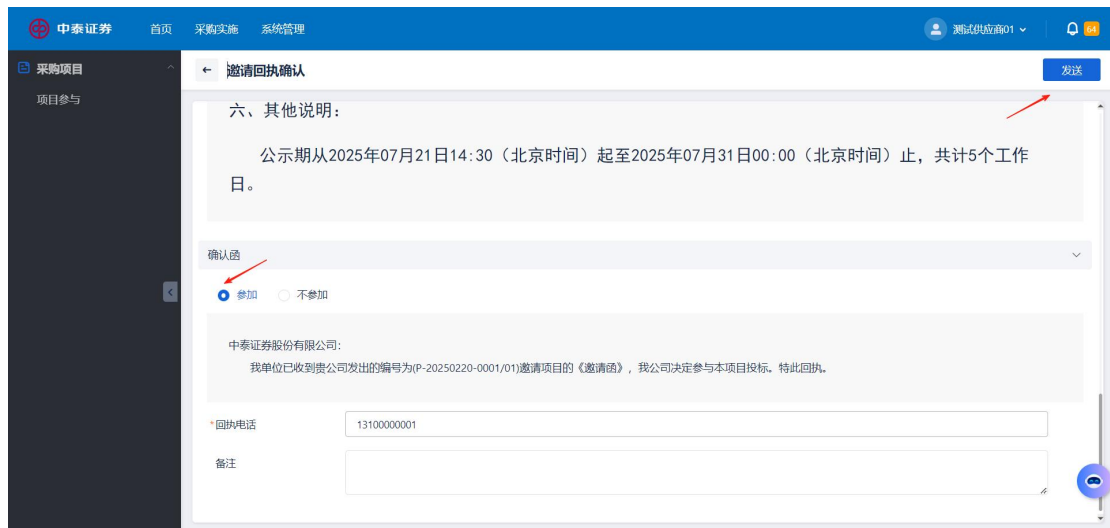 中泰证券 首页 采购实施 系统管理 测试供应商01 64
采购项目
项目参与
邀请回执确认 发送
六、其他说明:
公示期从2025年07月21日14:30（北京时间）起至2025年07月31日00:00（北京时间）止，共计5个工作
日。
确认函
参加 不参加
中泰证券股份有限公司:
我单位已收到贵公司发出的编号为(P-20250220-0001/01)邀请项目的《邀请函》，我公司决定参与本项目投标。特此回执。
*回执电话 13100000001
备注